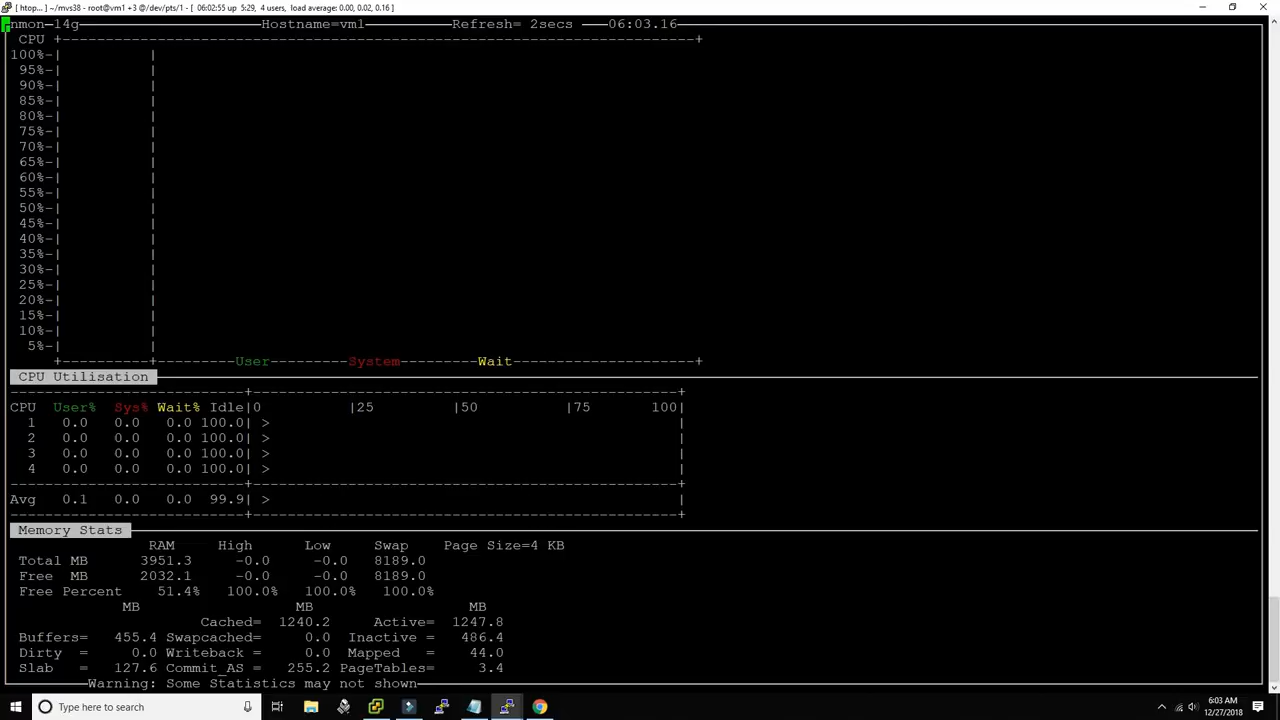 [ htop... ] ~/mvs38 - root@vm1 +3 @/dev/pts/1 - [ 06:02:55 up 5:29, 4 users, load average: 0.00, 0.02, 0.16 ]
nmon-14g Hostname=vm1 Refresh= 2secs 06:03.16
CPU +------------------------------------------------------------------------+
100%-| |
95%-| |
90%-| |
85%-| |
80%-| |
75%-| |
70%-| |
65%-| |
60%-| |
55%-| |
50%-| |
45%-| |
40%-| |
35%-| |
30%-| |
25%-| |
20%-| |
15%-| |
10%-| |
5%-| |
+----------+---------User---------System---------Wait---------------------+
CPU Utilisation
---------------------------+-------------------------------------------------+
CPU User% Sys% Wait% Idle|0 |25 |50 |75 100|
1 0.0 0.0 0.0 100.0| > |
2 0.0 0.0 0.0 100.0| > |
3 0.0 0.0 0.0 100.0| > |
4 0.0 0.0 0.0 100.0| > |
---------------------------+-------------------------------------------------+
Avg 0.1 0.0 0.0 99.9| > |
---------------------------+-------------------------------------------------+
Memory Stats
RAM High Low Swap Page Size=4 KB
Total MB 3951.3 -0.0 -0.0 8189.0
Free MB 2032.1 -0.0 -0.0 8189.0
Free Percent 51.4% 100.0% 100.0% 100.0%
MB MB MB
Cached= 1240.2 Active= 1247.8
Buffers= 455.4 Swapcached= 0.0 Inactive = 486.4
Dirty = 0.0 Writeback = 0.0 Mapped = 44.0
Slab = 127.6 Commit_AS = 255.2 PageTables= 3.4
Warning: Some Statistics may not shown
Type here to search
6:03 AM
12/27/2018